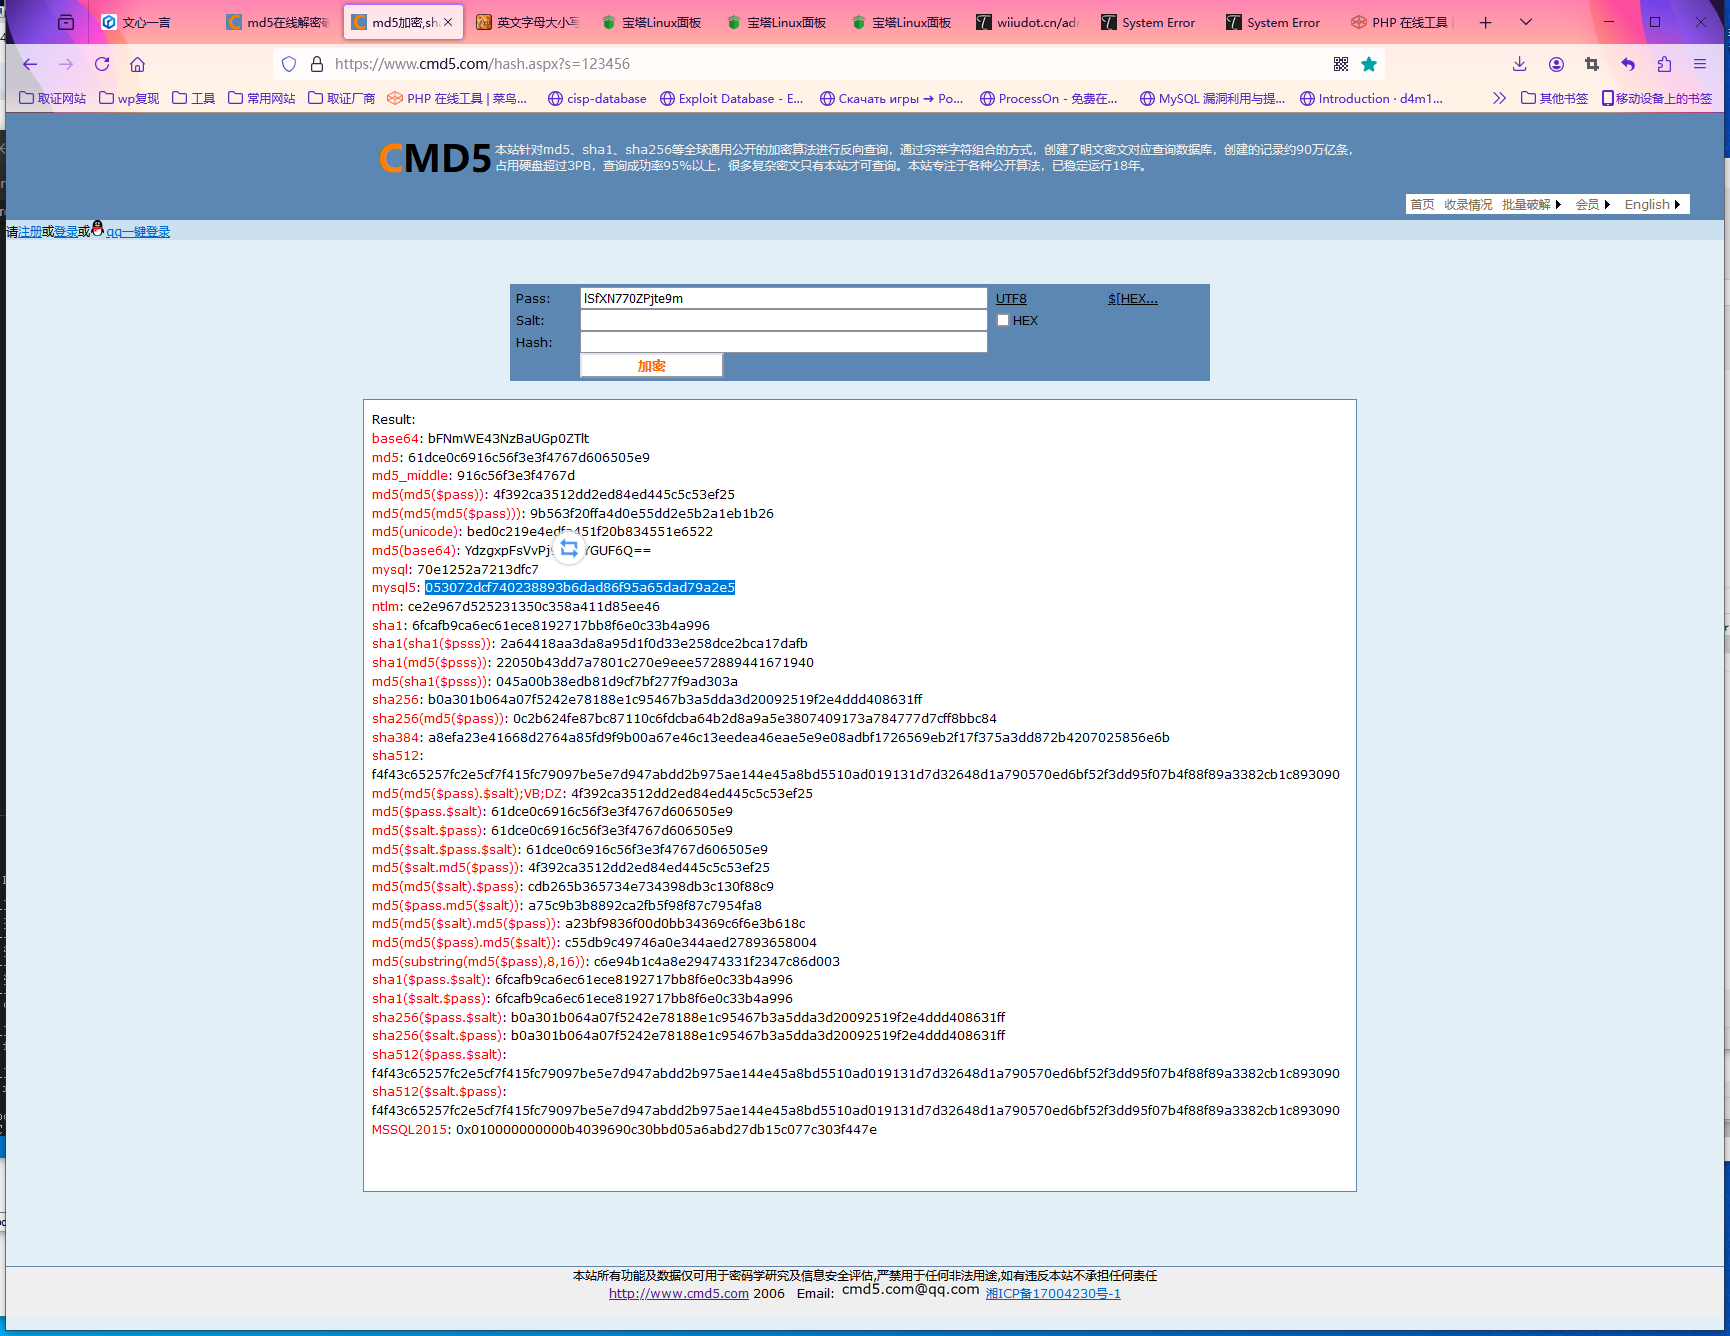 文心一言
md5在线解密破
md5加密,sh
英文字母大小写
宝塔Linux面板
宝塔Linux面板
宝塔Linux面板
wiiudot.cn/adm
System Error
System Error
PHP 在线工具
https://www.cmd5.com/hash.aspx?s=123456
取证网站 wp复现 工具 常用网站 取证厂商 PHP 在线工具 | 菜鸟... cisp-database Exploit Database - E... Скачать игры → Po... ProcessOn - 免费在... MySQL 漏洞利用与提... Introduction · d4m1... 其他书签 移动设备上的书签
CMD5
本站针对md5、sha1、sha256等全球通用公开的加密算法进行反向查询，通过穷举字符组合的方式，创建了明文密文对应查询数据库，创建的记录约90万亿条，
占用硬盘超过3PB，查询成功率95%以上，很多复杂密文只有本站才可查询。本站专注于各种公开算法，已稳定运行18年。
首页 收录情况 批量破解 会员 English
请注册或登录或qq一键登录
Pass: lSfXN770ZPjte9m UTF8 $[HEX...
Salt: HEX
Hash:
加密
Result:
base64: bFNmWE43NzBaUGp0ZTlt
md5: 61dce0c6916c56f3e3f4767d606505e9
md5_middle: 916c56f3e3f4767d
md5(md5($pass)): 4f392ca3512dd2ed84ed445c5c53ef25
md5(md5(md5($pass))): 9b563f20ffa4d0e55dd2e5b2a1eb1b26
md5(unicode): bed0c219e4edfa451f20b834551e6522
md5(base64): YdzgxpFsVvPj YGUF6Q==
mysql: 70e1252a7213dfc7
mysql5: 053072dcf740238893b6dad86f95a65dad79a2e5
ntlm: ce2e967d525231350c358a411d85ee46
sha1: 6fcafb9ca6ec61ece8192717bb8f6e0c33b4a996
sha1(sha1($psss)): 2a64418aa3da8a95d1f0d33e258dce2bca17dafb
sha1(md5($psss)): 22050b43dd7a7801c270e9eee572889441671940
md5(sha1($psss)): 045a00b38edb81d9cf7bf277f9ad303a
sha256: b0a301b064a07f5242e78188e1c95467b3a5dda3d20092519f2e4ddd408631ff
sha256(md5($pass)): 0c2b624fe87bc87110c6fdcba64b2d8a9a5e3807409173a784777d7cff8bbc84
sha384: a8efa23e41668d2764a85fd9f9b00a67e46c13eedea46eae5e9e08adbf1726569eb2f17f375a3dd872b4207025856e6b
sha512:
f4f43c65257fc2e5cf7f415fc79097be5e7d947abdd2b975ae144e45a8bd5510ad019131d7d32648d1a790570ed6bf52f3dd95f07b4f88f89a3382cb1c893090
md5(md5($pass).$salt);VB;DZ: 4f392ca3512dd2ed84ed445c5c53ef25
md5($pass.$salt): 61dce0c6916c56f3e3f4767d606505e9
md5($salt.$pass): 61dce0c6916c56f3e3f4767d606505e9
md5($salt.$pass.$salt): 61dce0c6916c56f3e3f4767d606505e9
md5($salt.md5($pass)): 4f392ca3512dd2ed84ed445c5c53ef25
md5(md5($salt).$pass): cdb265b365734e734398db3c130f88c9
md5($pass.md5($salt)): a75c9b3b8892ca2fb5f98f87c7954fa8
md5(md5($salt).md5($pass)): a23bf9836f00d0bb34369c6f6e3b618c
md5(md5($pass).md5($salt)): c55db9c49746a0e344aed27893658004
md5(substring(md5($pass),8,16)): c6e94b1c4a8e29474331f2347c86d003
sha1($pass.$salt): 6fcafb9ca6ec61ece8192717bb8f6e0c33b4a996
sha1($salt.$pass): 6fcafb9ca6ec61ece8192717bb8f6e0c33b4a996
sha256($pass.$salt): b0a301b064a07f5242e78188e1c95467b3a5dda3d20092519f2e4ddd408631ff
sha256($salt.$pass): b0a301b064a07f5242e78188e1c95467b3a5dda3d20092519f2e4ddd408631ff
sha512($pass.$salt):
f4f43c65257fc2e5cf7f415fc79097be5e7d947abdd2b975ae144e45a8bd5510ad019131d7d32648d1a790570ed6bf52f3dd95f07b4f88f89a3382cb1c893090
sha512($salt.$pass):
f4f43c65257fc2e5cf7f415fc79097be5e7d947abdd2b975ae144e45a8bd5510ad019131d7d32648d1a790570ed6bf52f3dd95f07b4f88f89a3382cb1c893090
MSSQL2015: 0x010000000000b4039690c30bbd05a6abd27db15c077c303f447e
本站所有功能及数据仅可用于密码学研究及信息安全评估,严禁用于任何非法用途,如有违反本站不承担任何责任
http://www.cmd5.com 2006 Email: cmd5.com@qq.com 湘ICP备17004230号-1